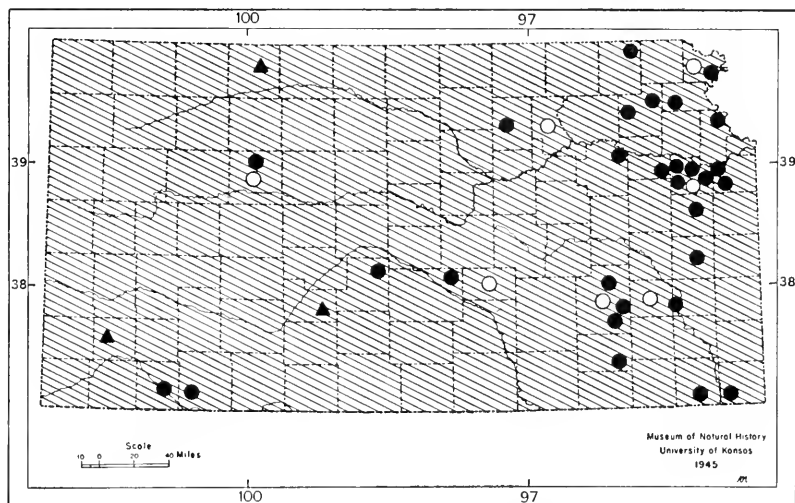 100 97
39 39
38 38
Scale
10 0 20 40 Miles
Museum of Natural History
University of Kansas
1945
100 97